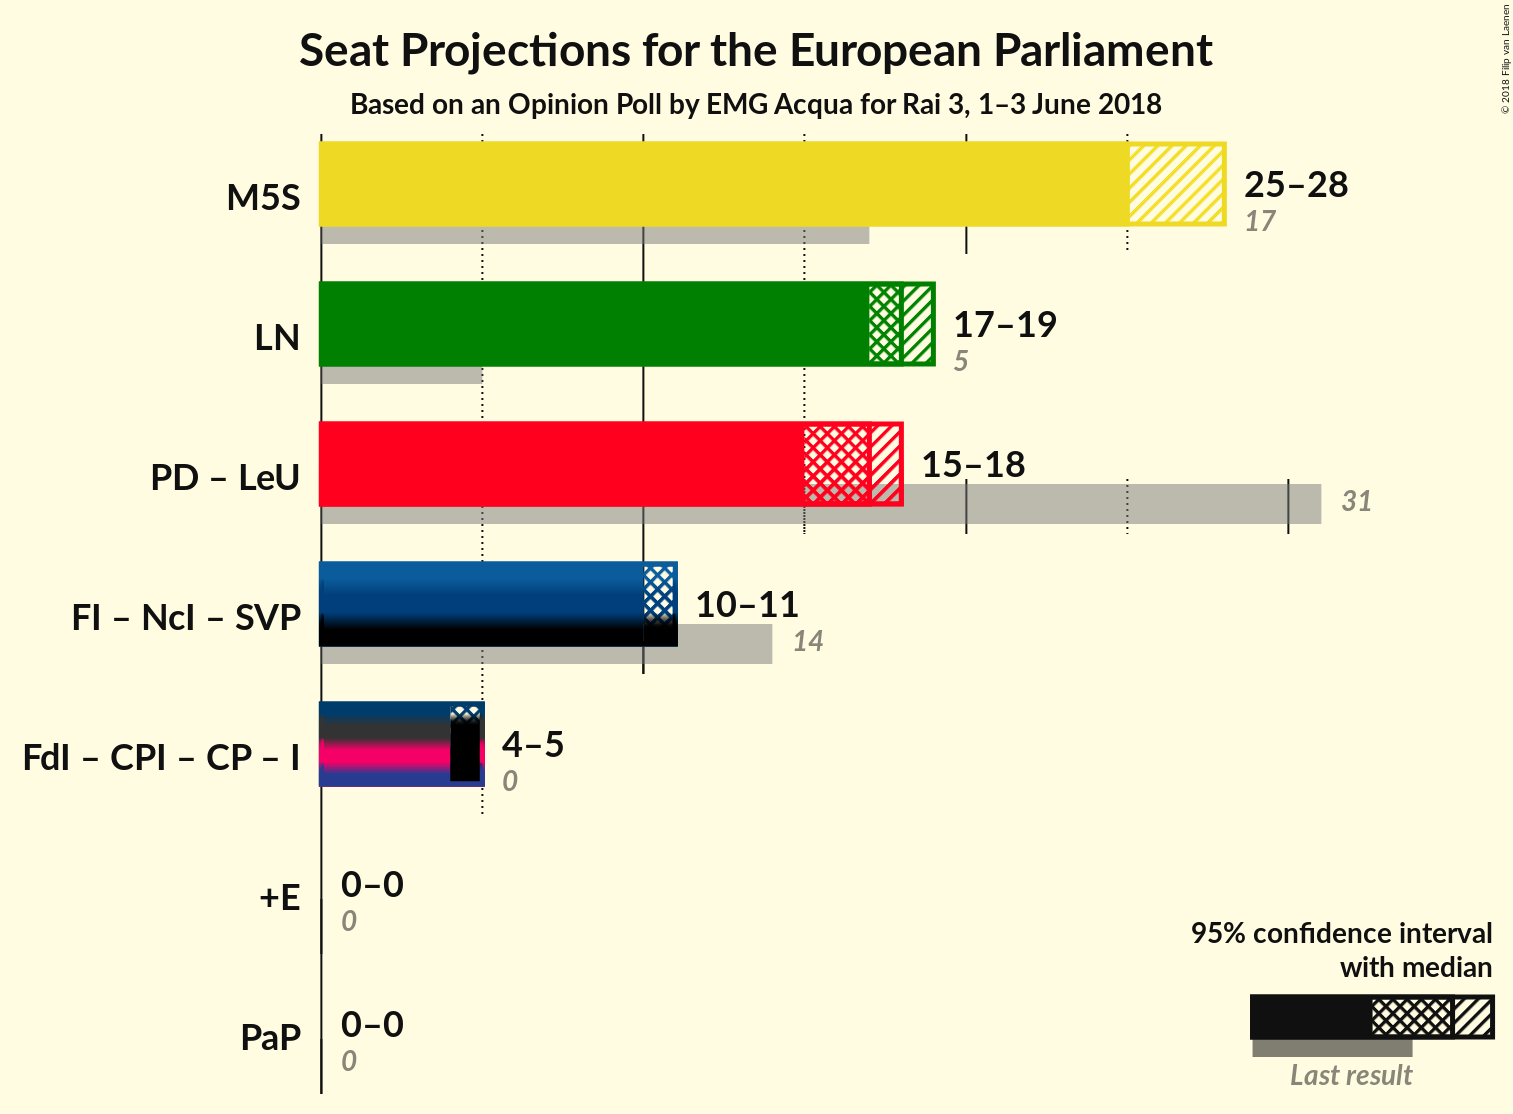 Seat Projections for the European Parliament
Based on an Opinion Poll by EMG Acqua for Rai 3, 1–3 June 2018
© 2018 Filip van Laenen
M5S
25–28
17
LN
17–19
5
PD – LeU
15–18
31
FI – NcI – SVP
10–11
14
FdI – CPI – CP – I
4–5
0
+E
0–0
0
PaP
0–0
0
95% confidence interval
with median
Last result